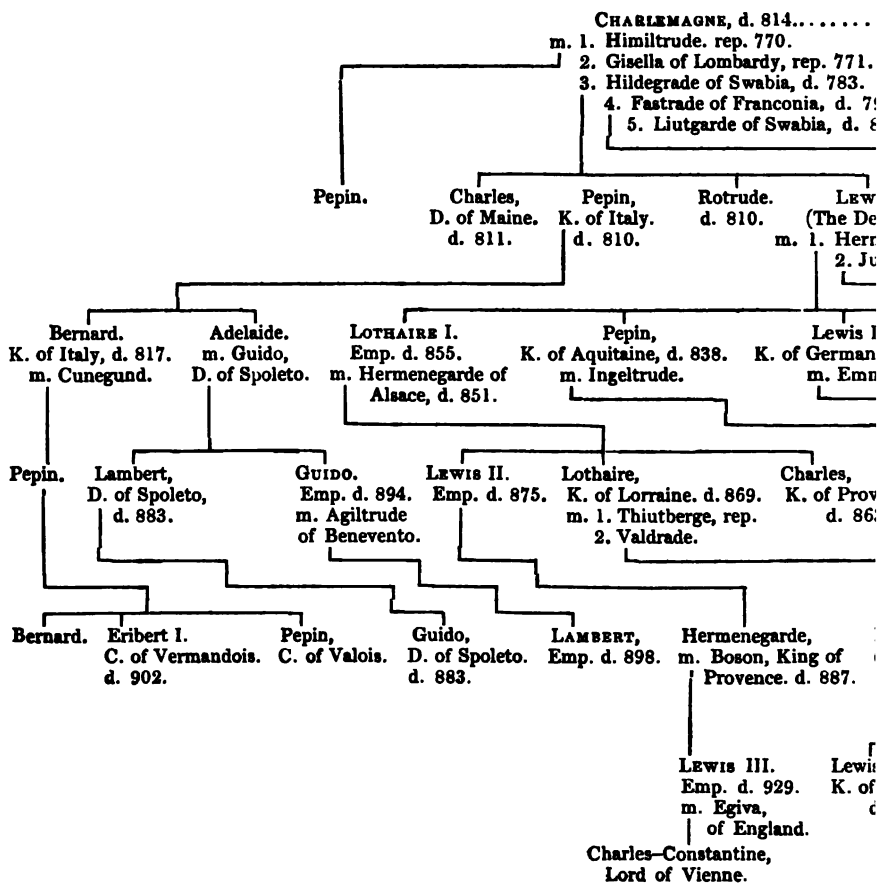 CHARLEMAGNE, d. 814.........
m. 1. Himiltrude. rep. 770.
2. Gisella of Lombardy, rep. 771.
3. Hildegrade of Swabia, d. 783.
4. Fastrade of Franconia, d.
5. Liutgarde of Swabia, d.
Pepin.
Charles,
D. of Maine.
d. 811.
Pepin,
K. of Italy.
d. 810.
Rotrude.
d. 810.
(The
m. 1.
2.
Bernard.
K. of Italy, d. 817.
m. Cunegund.
Adelaide.
m. Guido,
D. of Spoleto.
LOTHAIRE I.
Emp. d. 855.
m. Hermenegarde of
Alsace, d. 851.
Pepin,
K. of Aquitaine, d. 838.
m. Ingeltrude.
Lewis
K. of
m.
Pepin.
Lambert,
D. of Spoleto,
d. 883.
GUIDO.
Emp. d. 894.
m. Agiltrude
of Benevento.
LEWIS II.
Emp. d. 875.
Lothaire,
K. of Lorraine. d. 869.
m. 1. Thiutberge, rep.
2. Valdrade.
Charles,
K. of
d.
Bernard.
Eribert I.
C. of Vermandois.
d. 902.
Pepin,
C. of Valois.
Guido,
D. of Spoleto.
d. 883.
LAMBERT,
Emp. d. 898.
Hermenegarde,
m. Boson, King of
Provence. d. 887.
LEWIS III.
Emp. d. 929.
m. Egiva,
of England.
Lewis
K. of
d
Charles–Constantine,
Lord of Vienne.